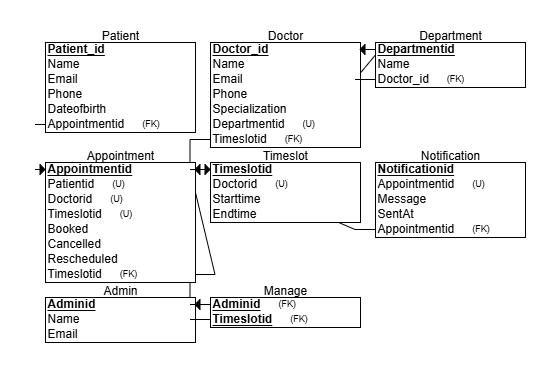 Patient
Patient_id
Name
Email
Phone
Dateofbirth
Appointmentid (FK)
Doctor
Doctor_id
Name
Email
Phone
Specialization
Departmentid (U)
Timeslotid (FK)
Department
Departmentid
Name
Doctor_id (FK)
Appointment
Appointmentid
Patientid (U)
Doctorid (U)
Timeslotid (U)
Booked
Cancelled
Rescheduled
Timeslotid (FK)
Timeslot
Timeslotid
Doctorid (U)
Starttime
Endtime
Notification
Notificationid
Appointmentid (U)
Message
SentAt
Appointmentid (FK)
Admin
Adminid
Name
Email
Manage
Adminid (FK)
Timeslotid (FK)